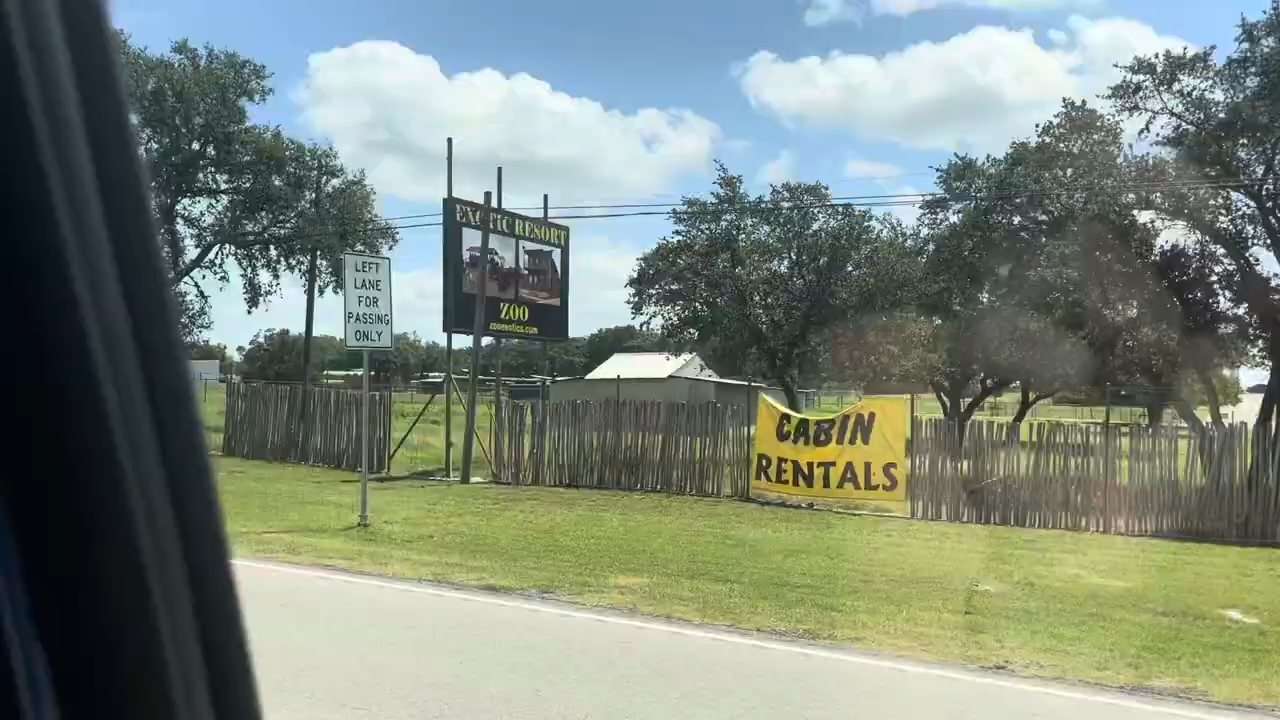 LEFT
LANE
FOR
PASSING
ONLY
EXOTIC RESORT
ZOO
zooexotics.com
CABIN
RENTALS